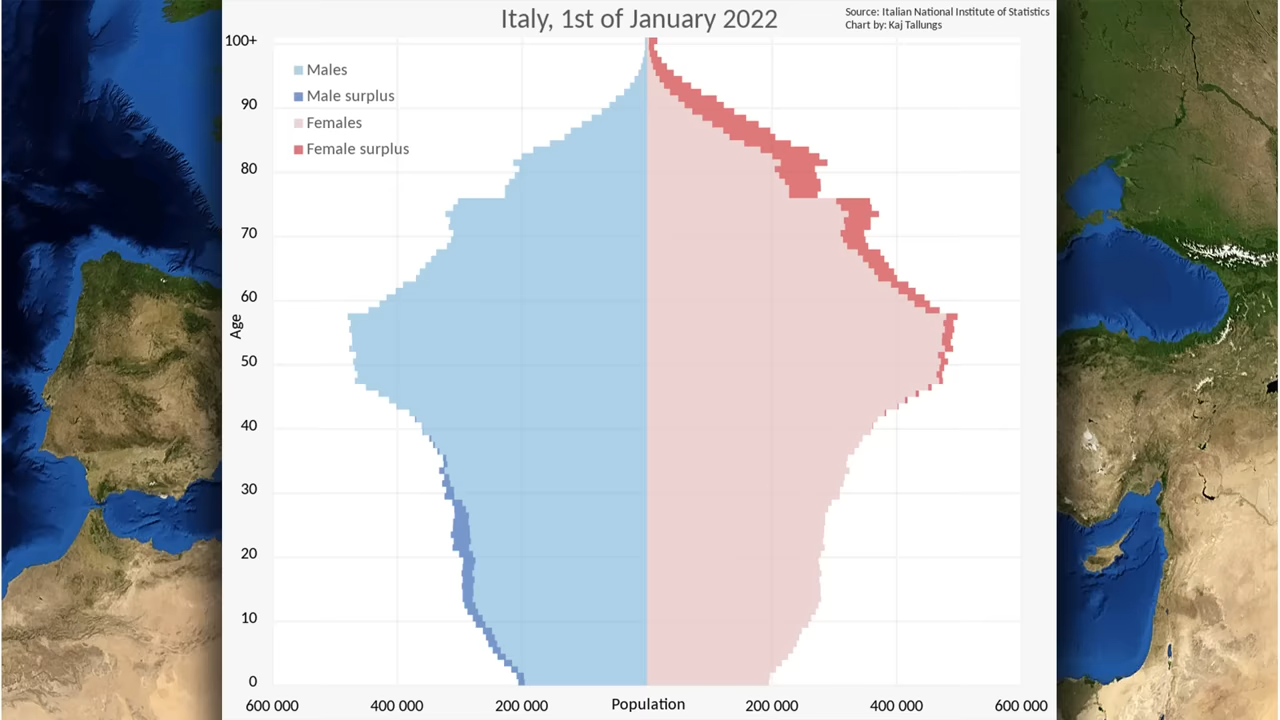 Italy, 1st of January 2022
Source: Italian National Institute of Statistics
Chart by: Kaj Tallungs
100+
Males
90
Male surplus
Females
Female surplus
80
70
60
Age
50
40
30
20
10
0
600 000 400 000 200 000 Population 200 000 400 000 600 000